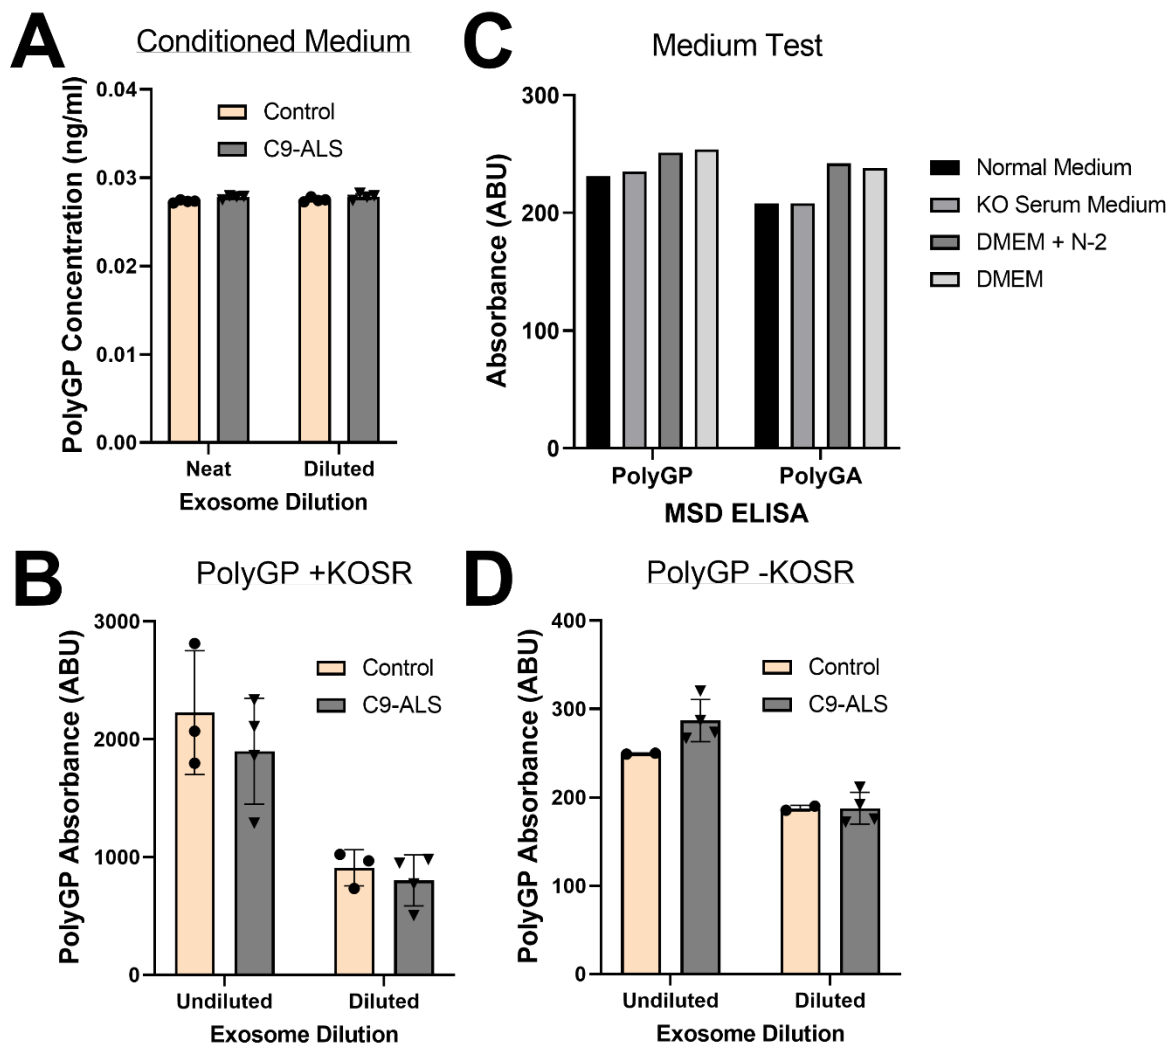 A
Conditioned Medium
PolyGP Concentration (ng/ml)
0.04
0.03
0.02
0.01
0.00
Control
C9-ALS
Neat
Diluted
Exosome Dilution
C
Medium Test
Absorbance (ABU)
300
200
100
0
Normal Medium
KO Serum Medium
DMEM + N-2
DMEM
PolyGP
PolyGA
MSD ELISA
B
PolyGP +KOSR
PolyGP Absorbance (ABU)
3000
2000
1000
0
Control
C9-ALS
Undiluted
Diluted
Exosome Dilution
D
PolyGP -KOSR
PolyGP Absorbance (ABU)
400
300
200
100
0
Control
C9-ALS
Undiluted
Diluted
Exosome Dilution